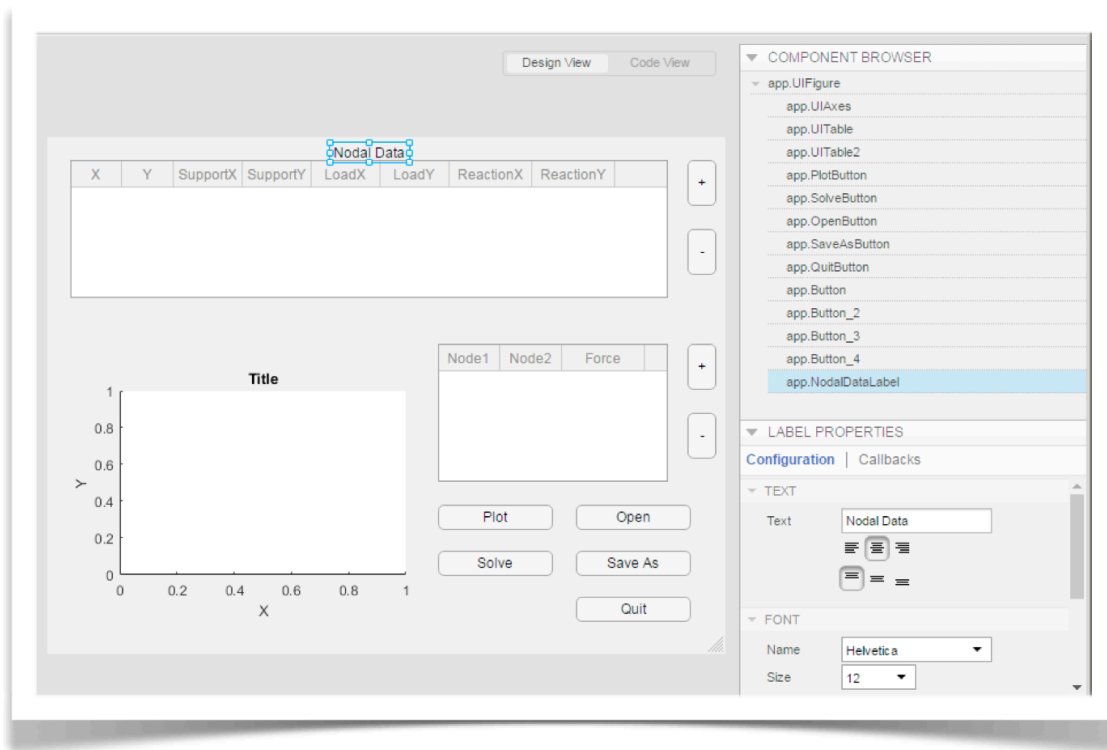 Design View Code View
Nodal Data
X Y SupportX SupportY LoadX LoadY ReactionX ReactionY
+
-
Node1 Node2 Force
+
-
Title
1
0.8
0.6
0.4
0.2
0
Y
0 0.2 0.4 0.6 0.8 1
X
Plot Open
Solve Save As
Quit
COMPONENT BROWSER
app.UIFigure
app.UIAxes
app.UITable
app.UITable2
app.PlotButton
app.SolveButton
app.OpenButton
app.SaveAsButton
app.QuitButton
app.Button
app.Button_2
app.Button_3
app.Button_4
app.NodalDataLabel
LABEL PROPERTIES
Configuration | Callbacks
TEXT
Text Nodal Data
FONT
Name Helvetica
Size 12